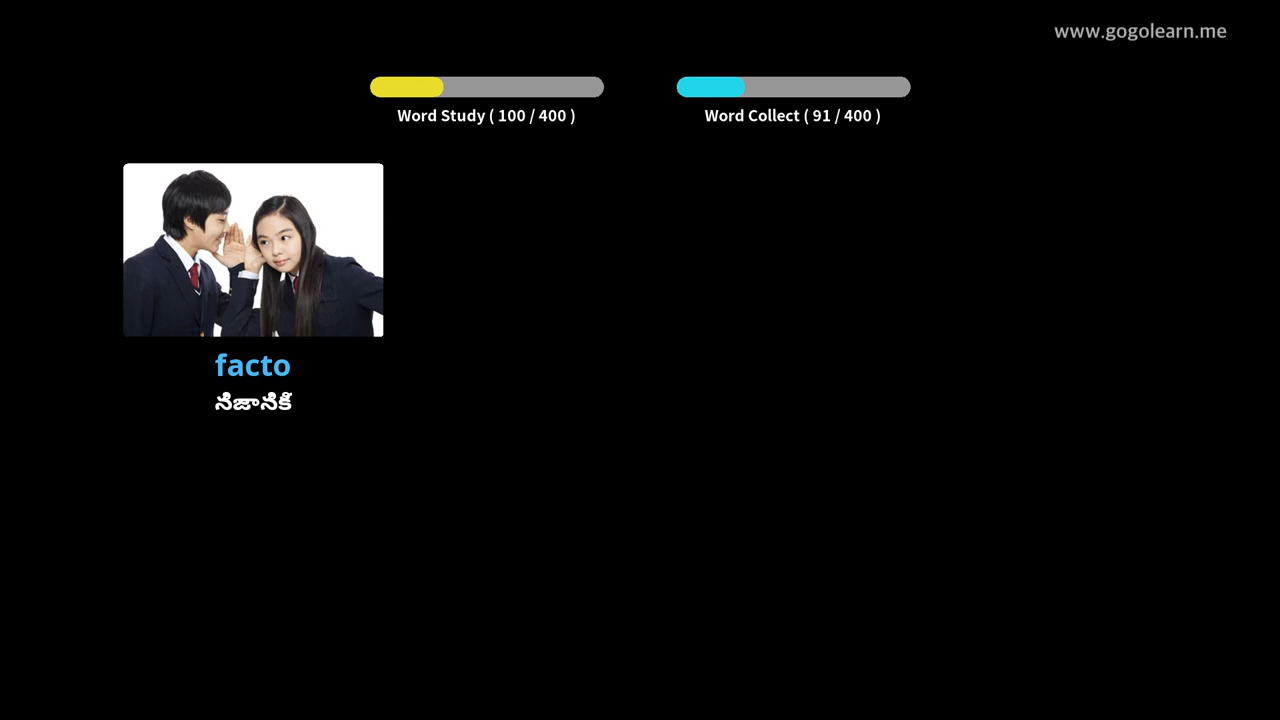 www.gogolearn.me
Word Study ( 100 / 400 )
Word Collect ( 91 / 400 )
facto
నిజానికి